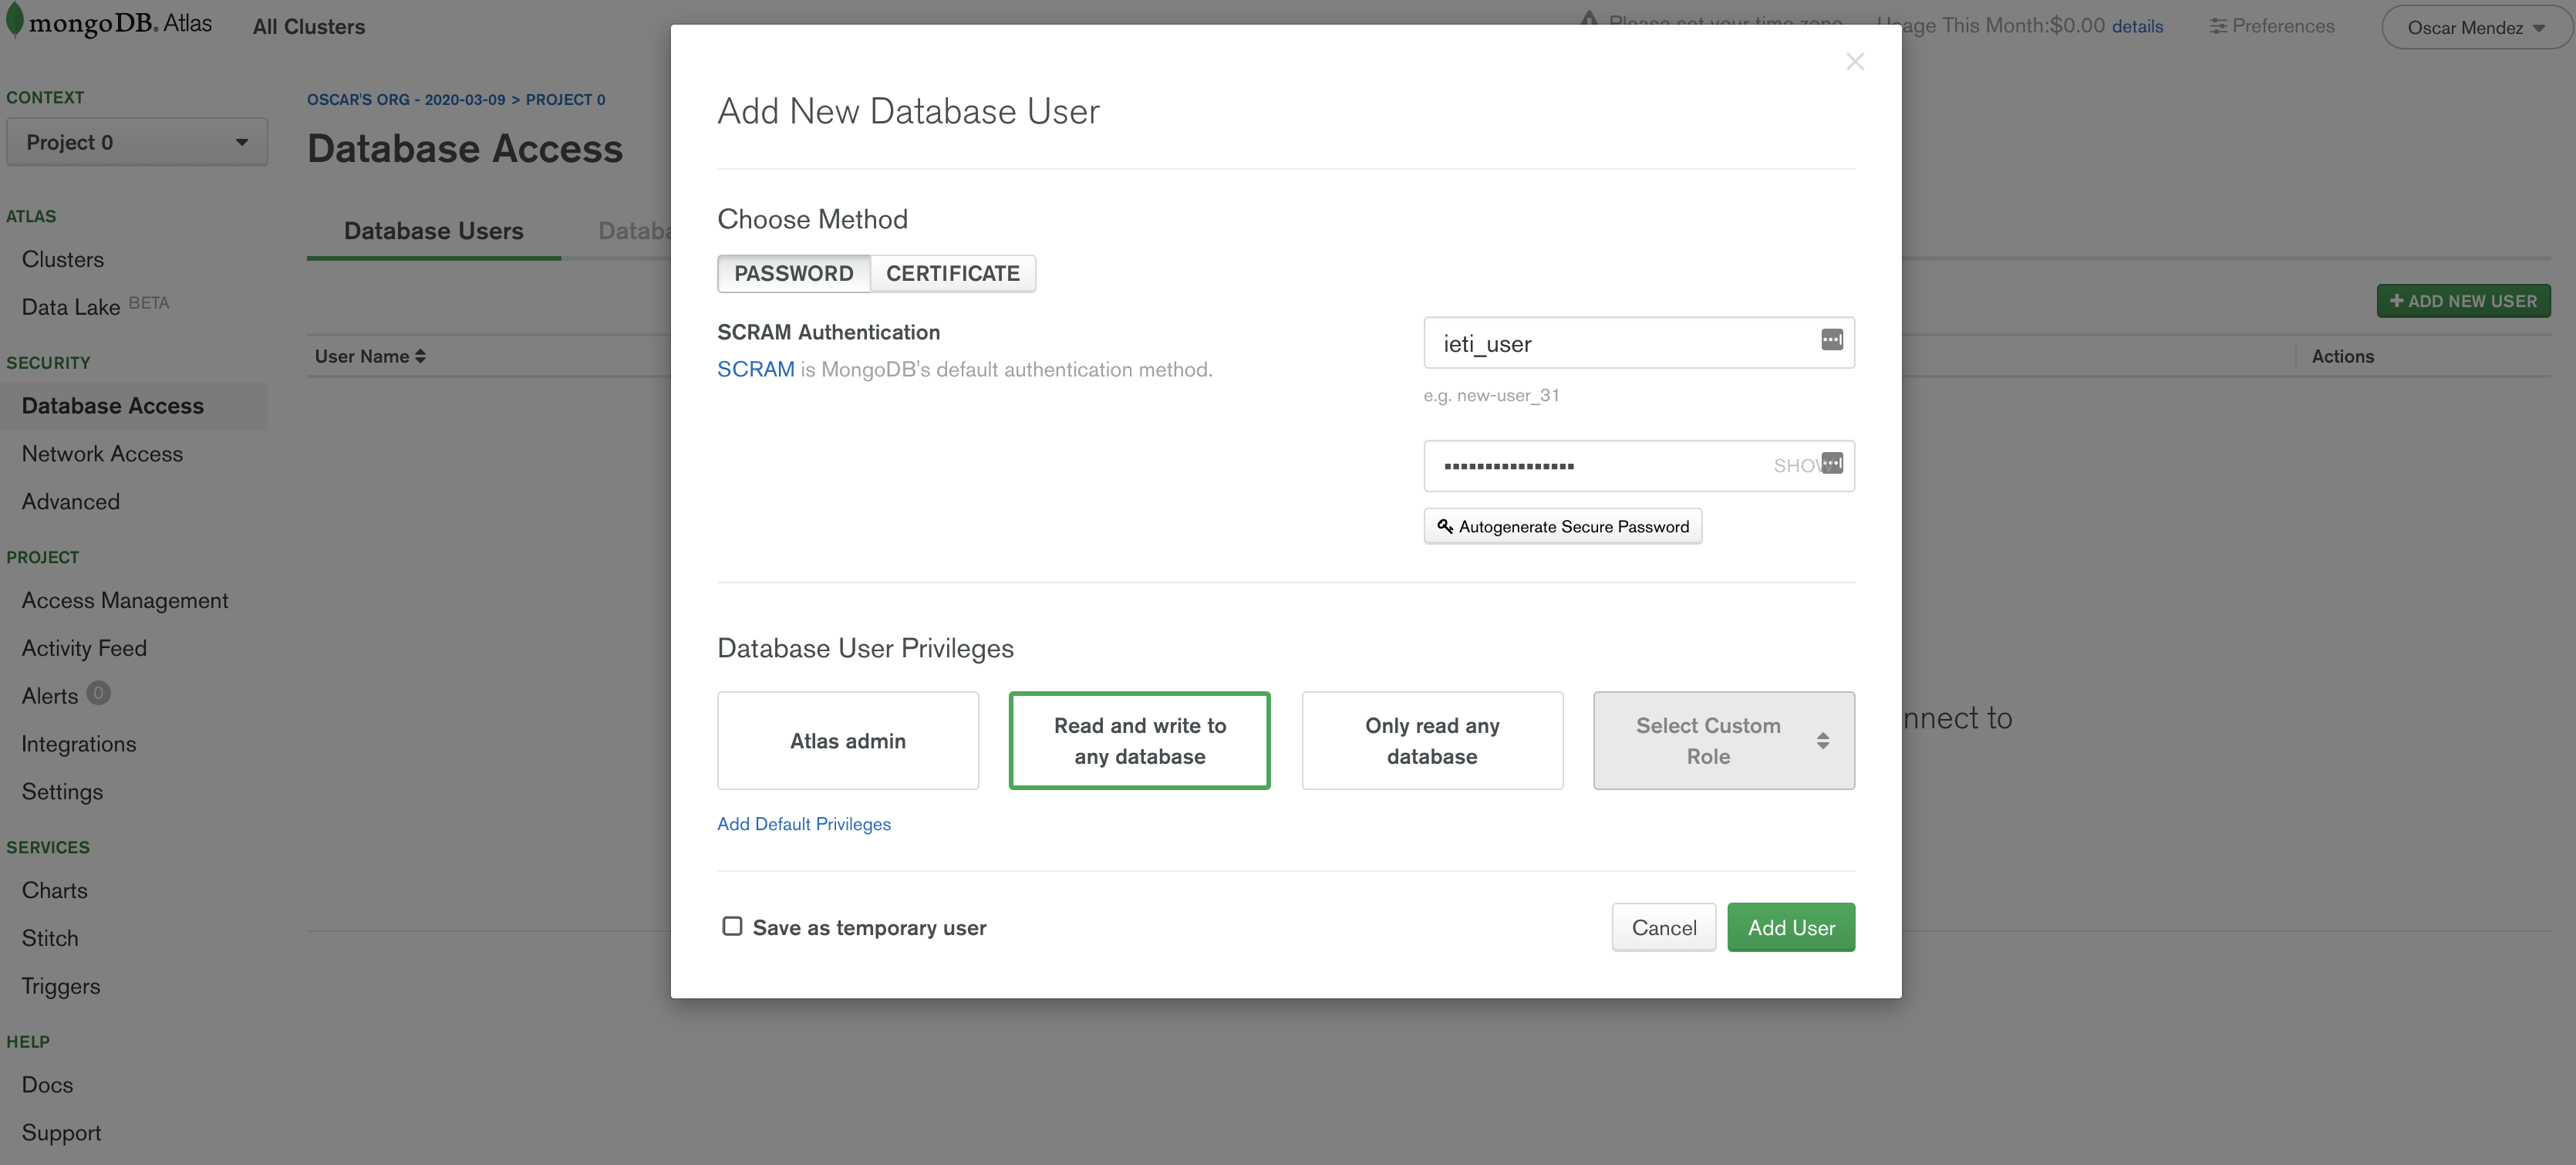 mongoDB. Atlas
All Clusters
Please set your time zone
Usage This Month:$0.00 details
Preferences
Oscar Mendez
CONTEXT
Project 0
ATLAS
Clusters
Data Lake BETA
SECURITY
Database Access
Network Access
Advanced
PROJECT
Access Management
Activity Feed
Alerts 0
Integrations
Settings
SERVICES
Charts
Stitch
Triggers
HELP
Docs
Support
OSCAR'S ORG - 2020-03-09 > PROJECT 0
Database Access
Database Users
Databa
+ ADD NEW USER
User Name
Actions
nnect to
Add New Database User
Choose Method
PASSWORD CERTIFICATE
SCRAM Authentication
SCRAM is MongoDB's default authentication method.
ieti_user
e.g. new-user_31
SHOW
Autogenerate Secure Password
Database User Privileges
Atlas admin
Read and write to
any database
Only read any
database
Select Custom
Role
Add Default Privileges
Save as temporary user
Cancel
Add User